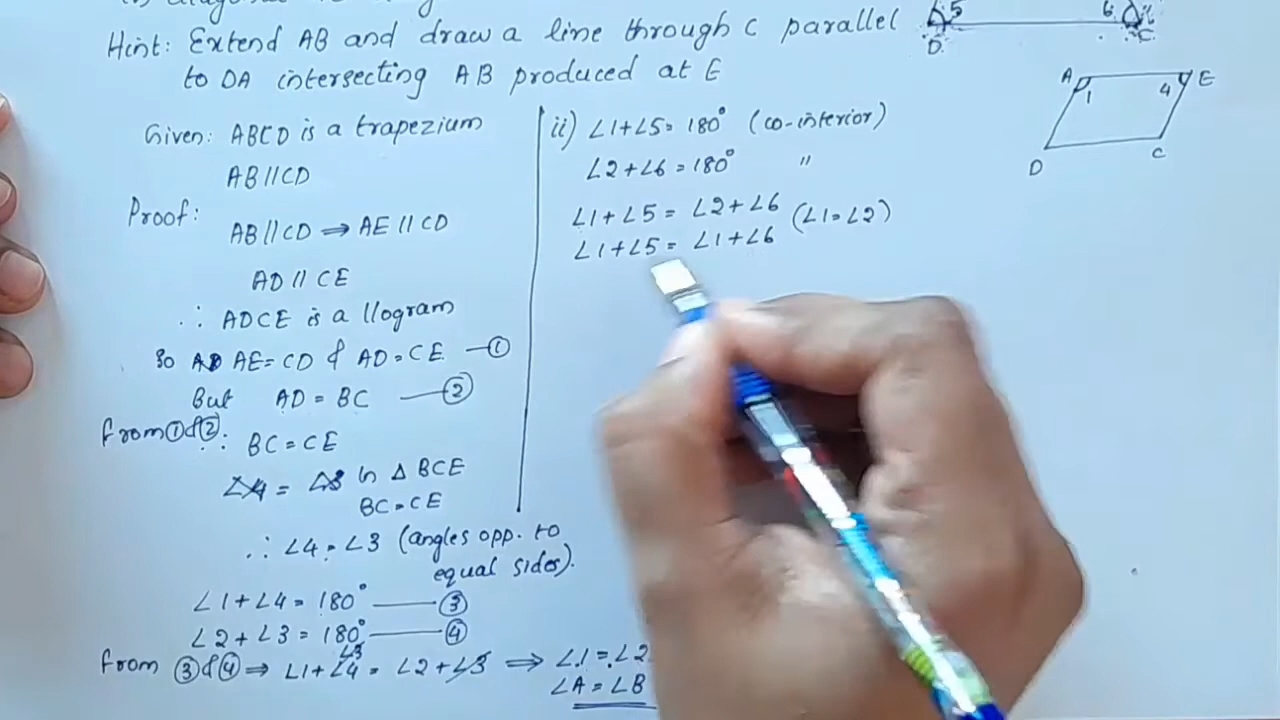 Hint: Extend AB and draw a line through C parallel
to DA intersecting AB produced at E
Given: ABCD is a trapezium
AB//CD
Proof:
AB//CD ⇒ AE//CD
AD//CE
∴ ADCE is a llogram
So AE=CD & AD=CE —①
But AD = BC —②
from ①&② ∴ BC=CE
∠4 = ∠3 in △ BCE
BC=CE
∴ ∠4=∠3 (angles opp. to
equal sides).
∠1+∠4=180° —③
∠2+∠3=180° —④
from ③&④ ⇒ ∠1+∠4 = ∠2+∠3 ⇒ ∠1=∠2
∠3
∠A=∠B
ii) ∠1+∠5=180° (co-interior)
∠2+∠6=180° "
∠1+∠5 = ∠2+∠6 (∠1=∠2)
∠1+∠5= ∠1+∠6
5 6
D C
A E
1 4
D C